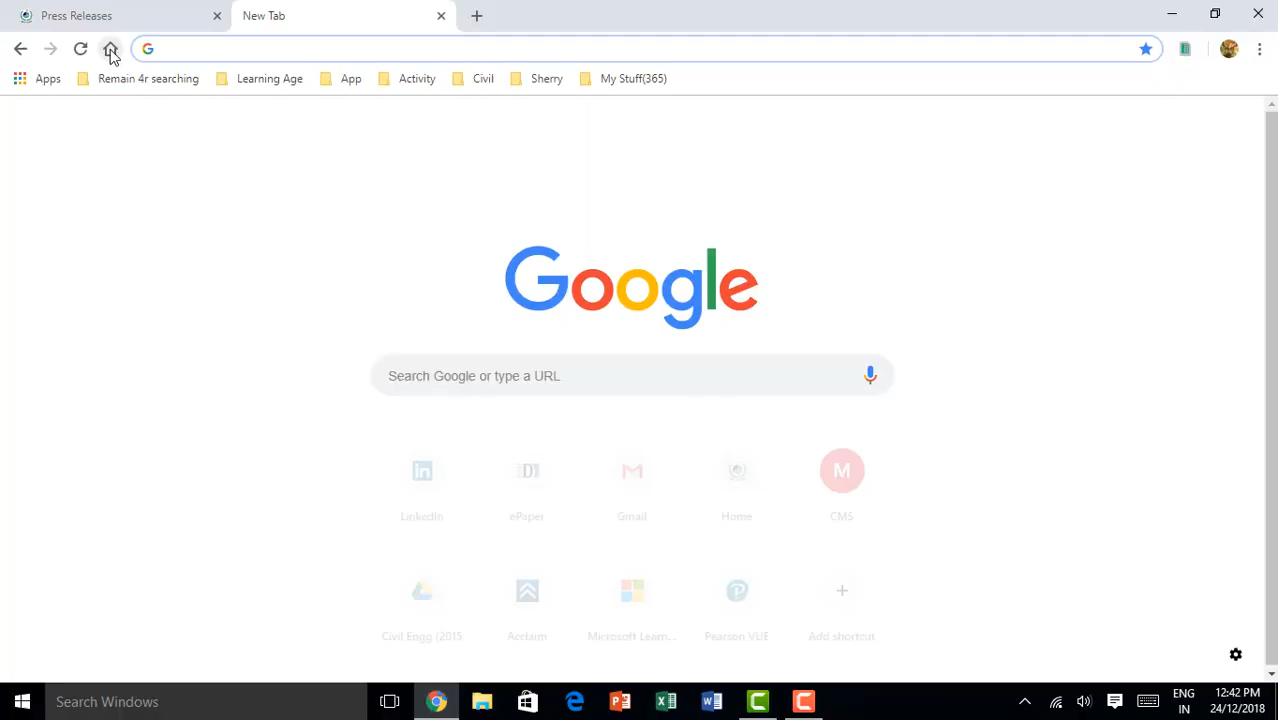 Press Releases
New Tab
Apps Remain 4r searching Learning Age App Activity Civil Sherry My Stuff(365)
Google
Search Google or type a URL
LinkedIn ePaper Gmail Home CMS
Civil Engg (2015 Acclaim Microsoft Learn... Pearson VUE Add shortcut
Search Windows
ENG
IN
12:42 PM
24/12/2018